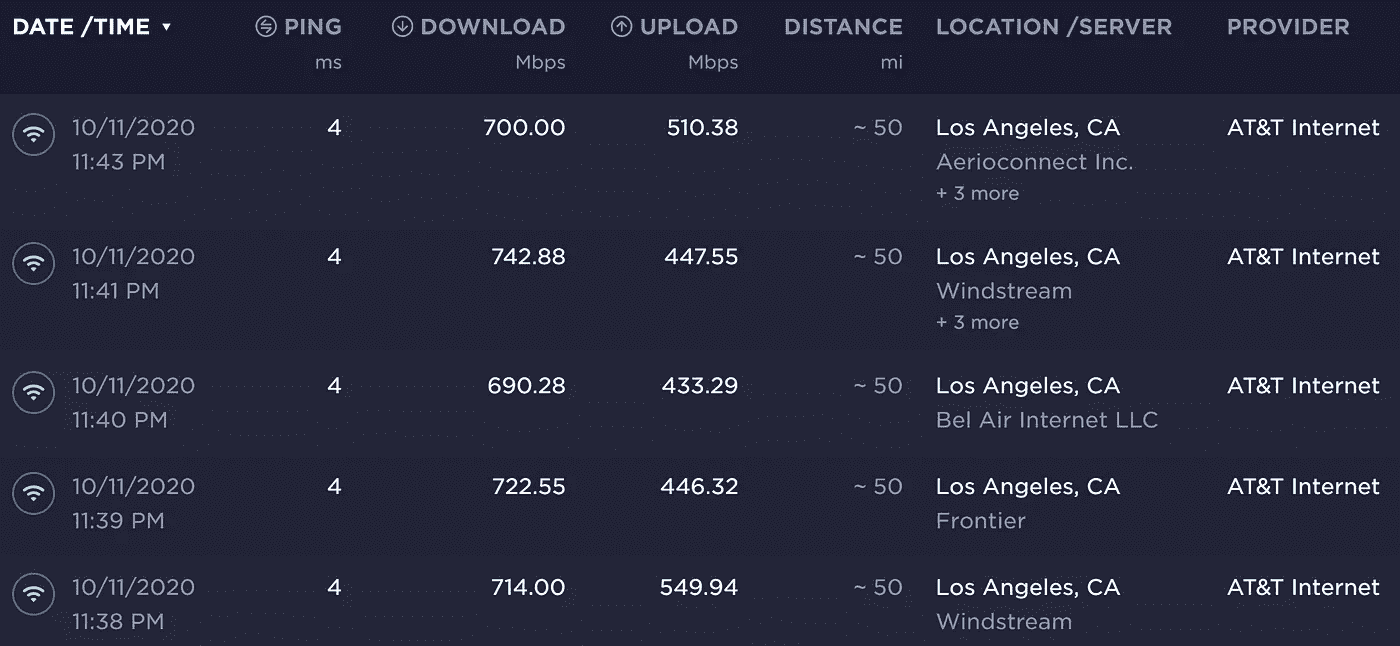 DATE /TIME PING DOWNLOAD UPLOAD DISTANCE LOCATION /SERVER PROVIDER
ms Mbps Mbps mi
10/11/2020 4 700.00 510.38 ~ 50 Los Angeles, CA AT&T Internet
11:43 PM Aerioconnect Inc.
+ 3 more
10/11/2020 4 742.88 447.55 ~ 50 Los Angeles, CA AT&T Internet
11:41 PM Windstream
+ 3 more
10/11/2020 4 690.28 433.29 ~ 50 Los Angeles, CA AT&T Internet
11:40 PM Bel Air Internet LLC
10/11/2020 4 722.55 446.32 ~ 50 Los Angeles, CA AT&T Internet
11:39 PM Frontier
10/11/2020 4 714.00 549.94 ~ 50 Los Angeles, CA AT&T Internet
11:38 PM Windstream